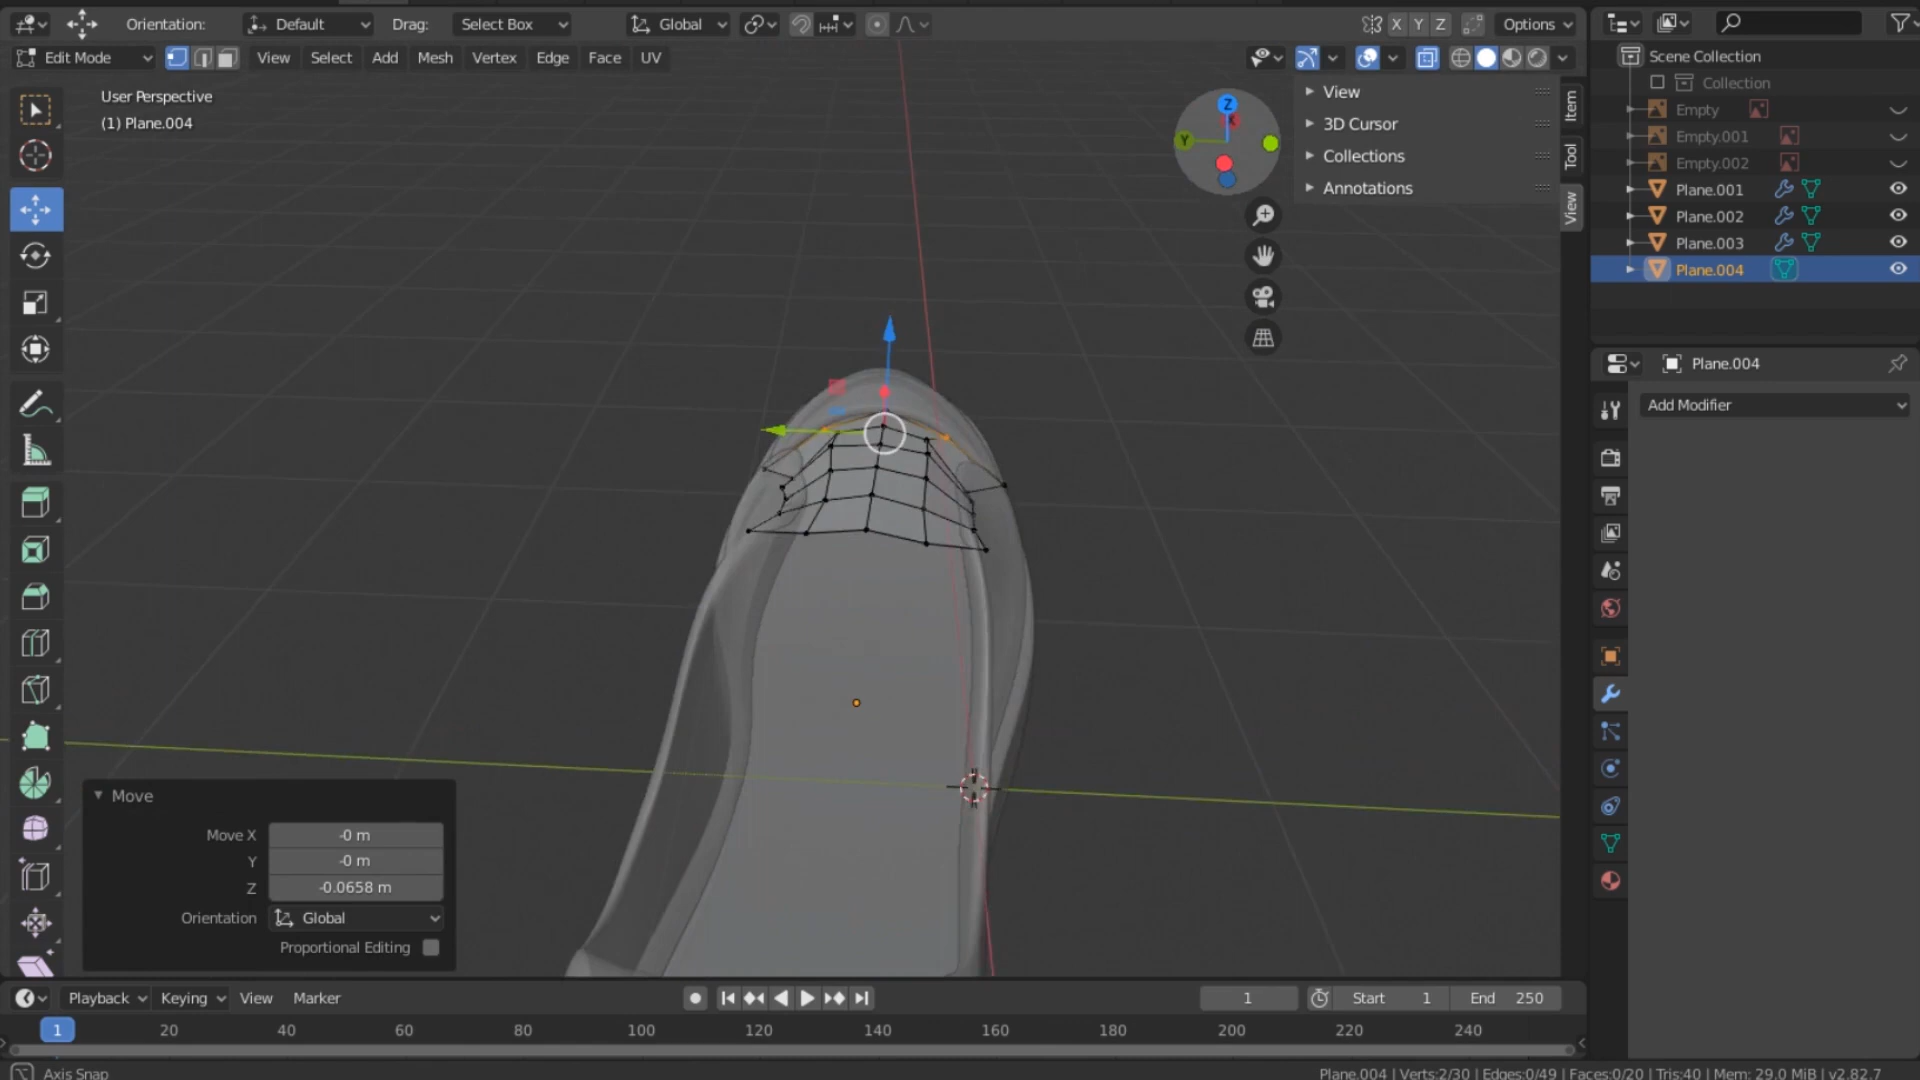 Orientation: Default Drag: Select Box Global X Y Z Options
Edit Mode View Select Add Mesh Vertex Edge Face UV
User Perspective
(1) Plane.004
Z
X
Y
View
3D Cursor
Collections
Annotations
Item
Tool
View
Scene Collection
Collection
Empty
Empty.001
Empty.002
Plane.001
Plane.002
Plane.003
Plane.004
Plane.004
Add Modifier
Move
Move X -0 m
Y -0 m
Z -0.0658 m
Orientation Global
Proportional Editing
Playback Keying View Marker 1 Start 1 End 250
1 20 40 60 80 100 120 140 160 180 200 220 240
Axis Snap Plane.004 | Verts:2/30 | Edges:0/49 | Faces:0/20 | Tris:40 | Mem: 29.0 MiB | v2.82.7